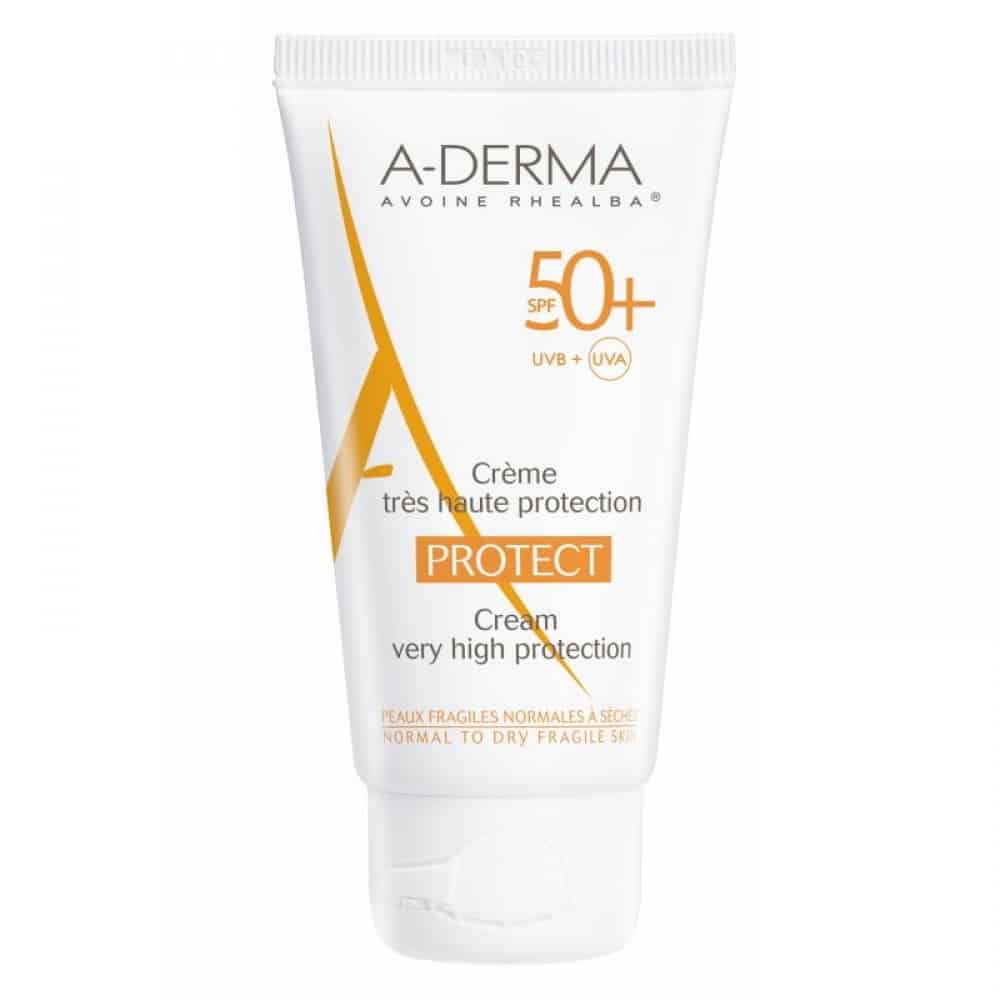 A-DERMA
AVOINE RHEALBA®
SPF 50+
UVB + UVA
Crème
très haute protection
PROTECT
Cream
very high protection
PEAUX FRAGILES NORMALES À SÈCHES
NORMAL TO DRY FRAGILE SKIN